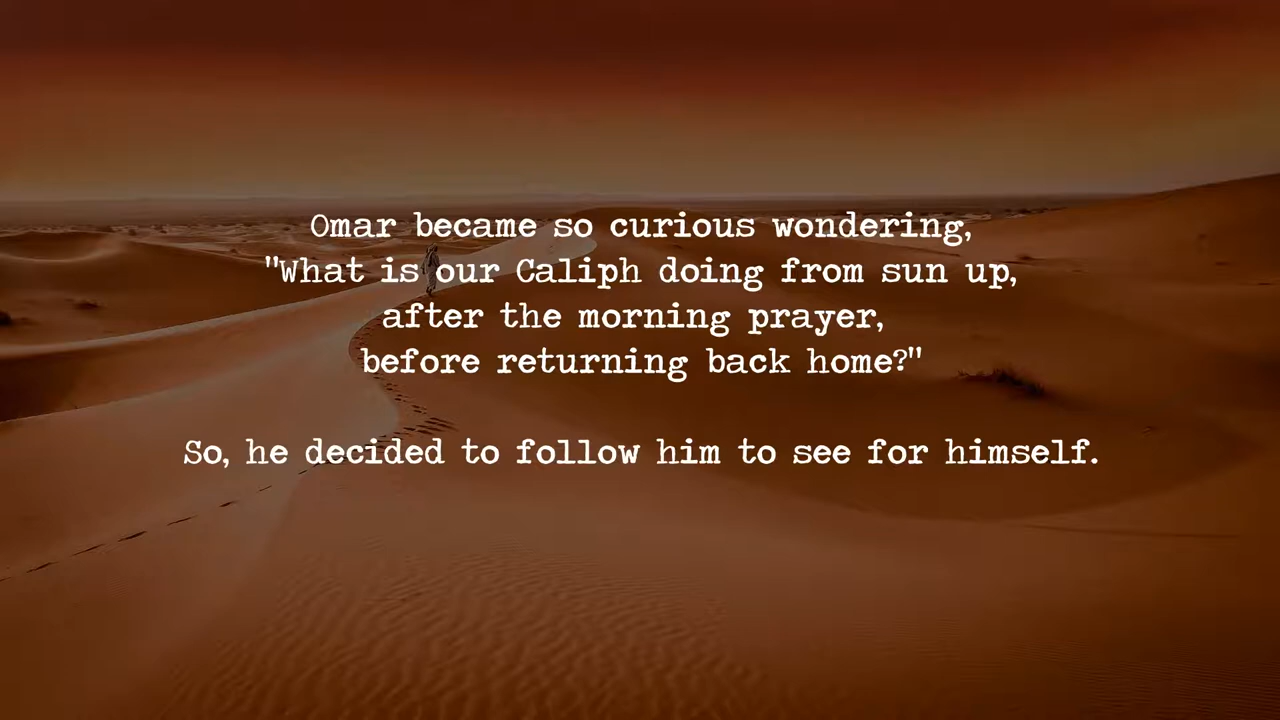 Omar became so curious wondering,
"What is our Caliph doing from sun up,
after the morning prayer,
before returning back home?"
So, he decided to follow him to see for himself.